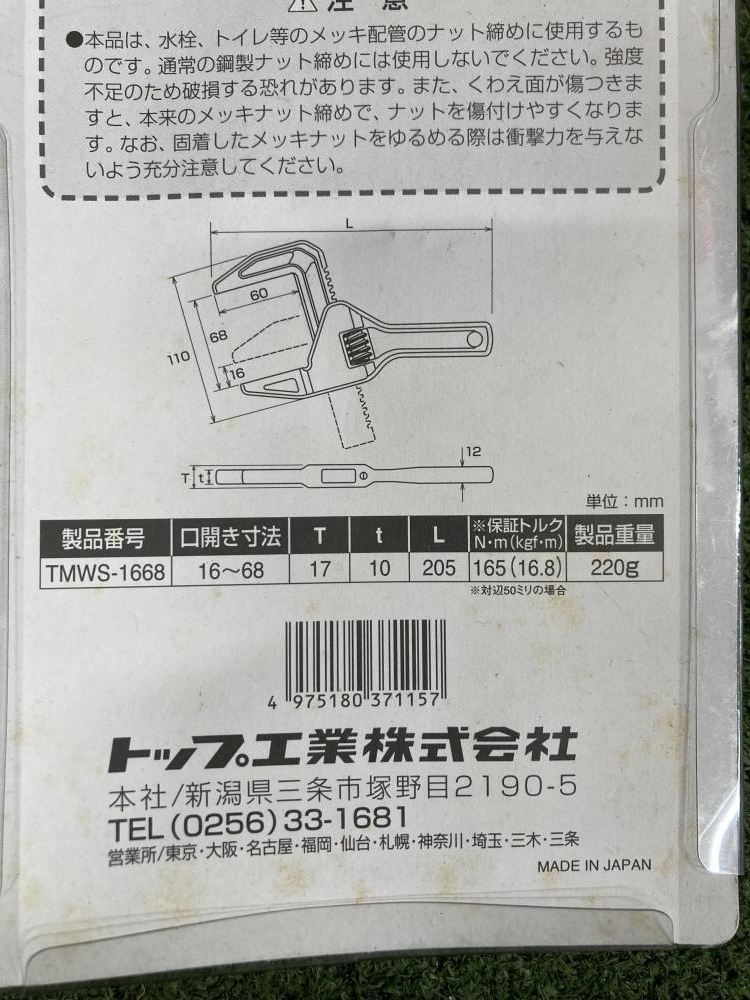 ⚠注意
●本品は、水栓、トイレ等のメッキ配管のナット締めに使用するも
のです。通常の鋼製ナット締めには使用しないでください。強度
不足のため破損する恐れがあります。また、くわえ面が傷つきま
すと、本来のメッキナット締めで、ナットを傷付けやすくなりま
す。なお、固着したメッキナットをゆるめる際は衝撃力を与えな
いよう充分注意してください。
L
60
68
110
16
12
T t
単位：mm
製品番号 口開き寸法 T t L ※保証トルク N・m(kgf・m) 製品重量
TMWS-1668 16〜68 17 10 205 165(16.8) 220g
※対辺50ミリの場合
4 975180 371157
トップ工業株式会社
本社/新潟県三条市塚野目2190-5
TEL(0256)33-1681
営業所/東京・大阪・名古屋・福岡・仙台・札幌・神奈川・埼玉・三木・三条
MADE IN JAPAN